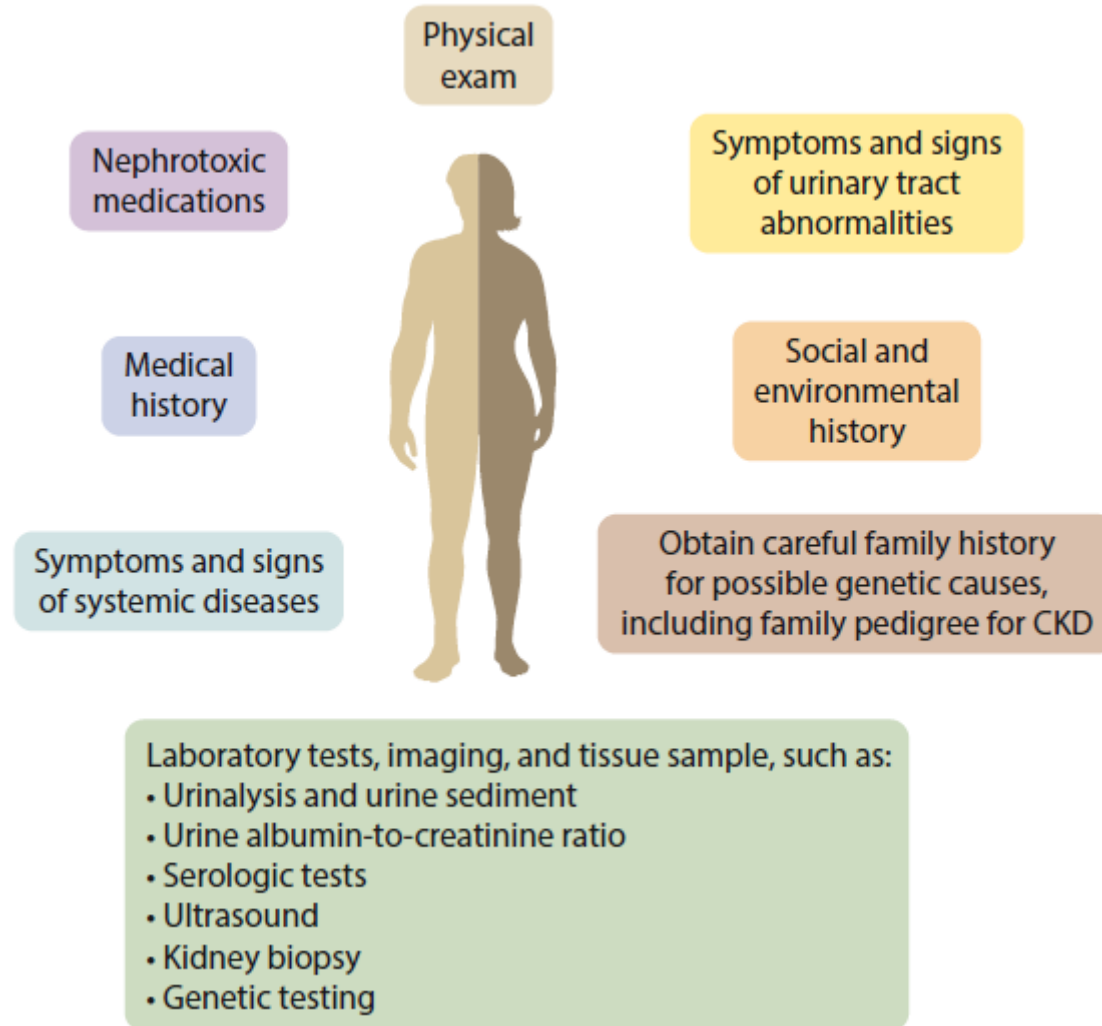 Physical
exam
Nephrotoxic
medications
Symptoms and signs
of urinary tract
abnormalities
Medical
history
Social and
environmental
history
Symptoms and signs
of systemic diseases
Obtain careful family history
for possible genetic causes,
including family pedigree for CKD
Laboratory tests, imaging, and tissue sample, such as:
• Urinalysis and urine sediment
• Urine albumin-to-creatinine ratio
• Serologic tests
• Ultrasound
• Kidney biopsy
• Genetic testing